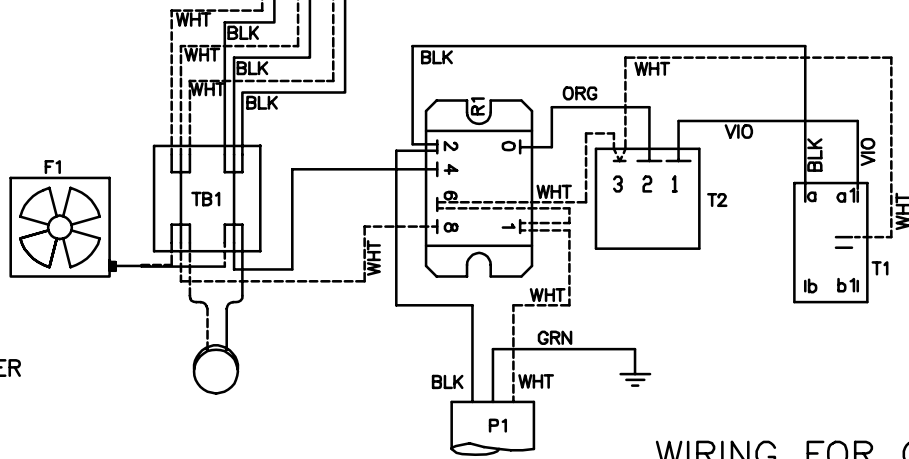 WHT
BLK
WHT
BLK
WHT
BLK
BLK
WHT
ORG
VIO
BLK
VIO
R1
2
0
4
6
8
1
WHT
3 2 1
T2
F1
TB1
WHT
WHT
a a1
b b1
T1
WHT
GRN
BLK
WHT
P1
ER
WIRING FOR